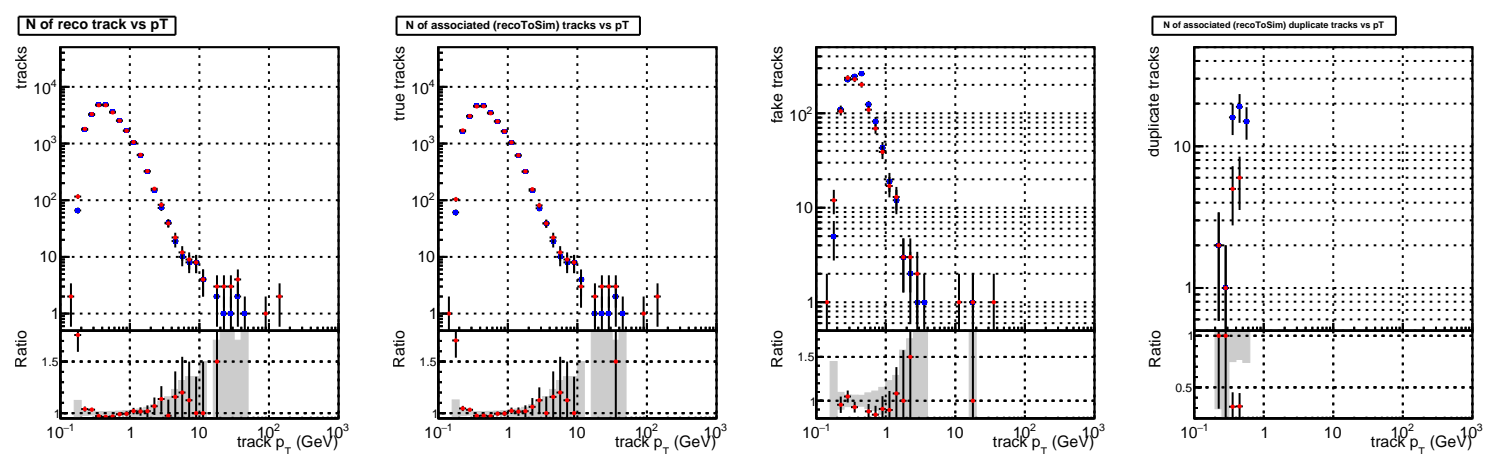 N of reco track vs pT
tracks
10^4
10^3
10^2
10
1
Ratio
1.5
1
10^-1 1 10 10^2 10^3
track p_T (GeV)
N of associated (recoToSim) tracks vs pT
true tracks
10^4
10^3
10^2
10
1
Ratio
1.5
1
10^-1 1 10 10^2 10^3
track p_T (GeV)
fake tracks
10^2
10
1
Ratio
1.5
1
10^-1 1 10 10^2 10^3
track p_T (GeV)
N of associated (recoToSim) duplicate tracks vs pT
duplicate tracks
10
1
Ratio
1
0.5
10^-1 1 10 10^2 10^3
track p_T (GeV)